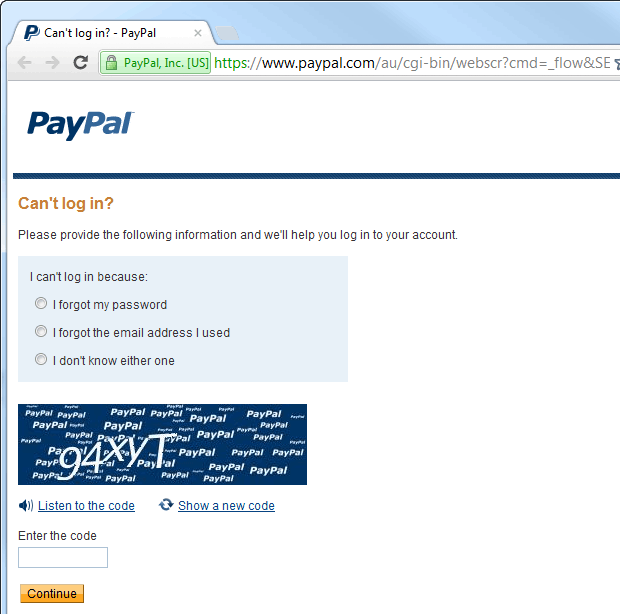 Can't log in? - PayPal
PayPal, Inc. [US] https://www.paypal.com/au/cgi-bin/webscr?cmd=_flow&SE
PayPal
Can't log in?
Please provide the following information and we'll help you log in to your account.
I can't log in because:
I forgot my password
I forgot the email address I used
I don't know either one
94xyT
Listen to the code Show a new code
Enter the code
Continue